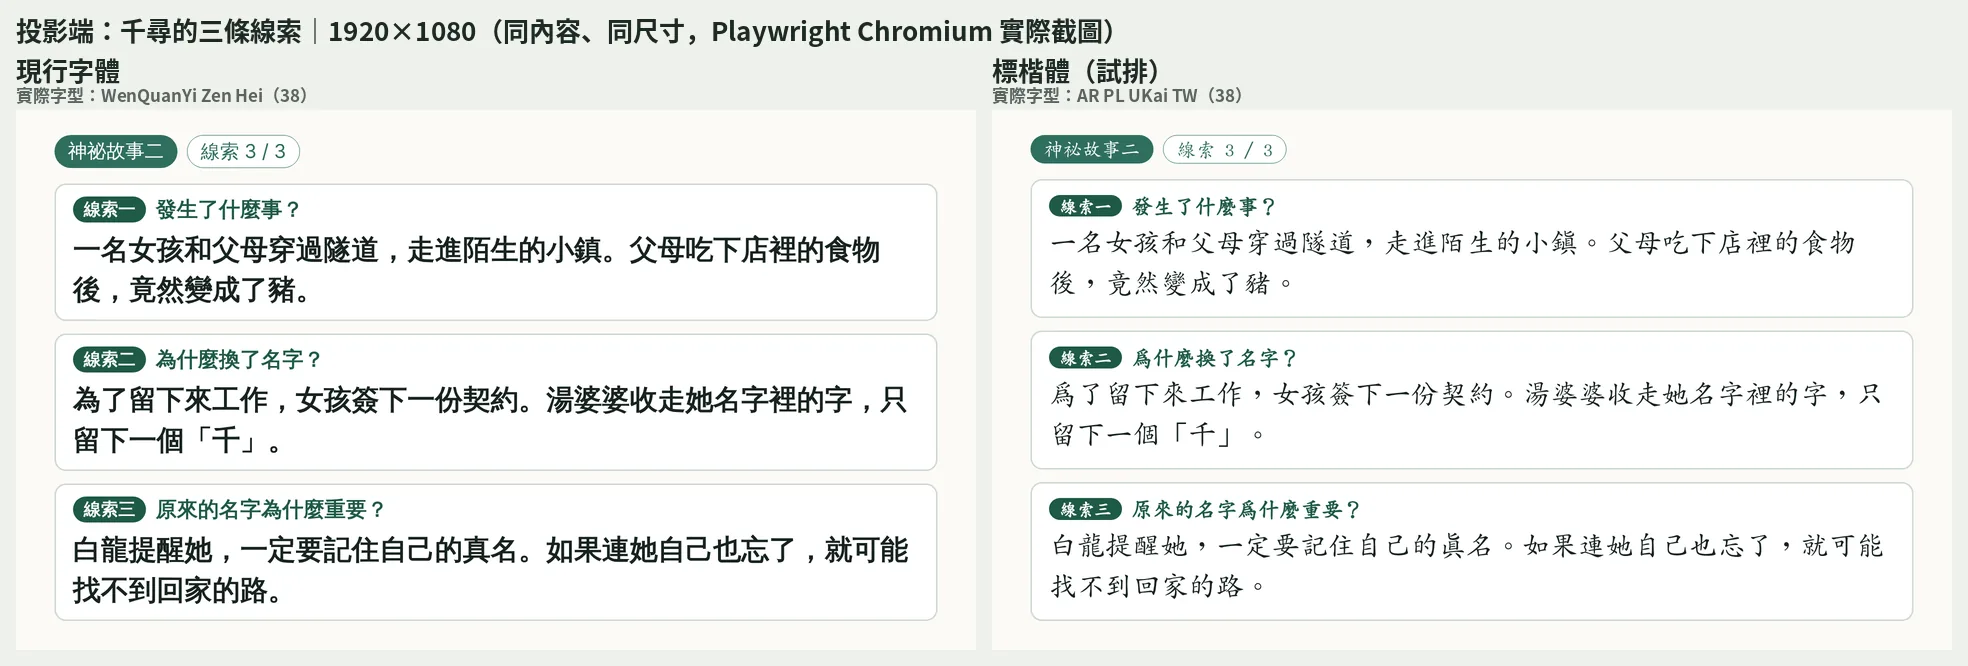 投影端：千尋的三條線索｜1920×1080（同內容、同尺寸，Playwright Chromium 實際截圖）
現行字體
實際字型：WenQuanYi Zen Hei（38）
神祕故事二
線索 3 / 3
線索一 發生了什麼事？
一名女孩和父母穿過隧道，走進陌生的小鎮。父母吃下店裡的食物
後，竟然變成了豬。
線索二 為什麼換了名字？
為了留下來工作，女孩簽下一份契約。湯婆婆收走她名字裡的字，只
留下一個「千」。
線索三 原來的名字為什麼重要？
白龍提醒她，一定要記住自己的真名。如果連她自己也忘了，就可能
找不到回家的路。
標楷體（試排）
實際字型：AR PL UKai TW（38）
神祕故事二
線索 3 / 3
線索一 發生了什麼事？
一名女孩和父母穿過隧道，走進陌生的小鎮。父母吃下店裡的食物
後，竟然變成了豬。
線索二 爲什麼換了名字？
爲了留下來工作，女孩簽下一份契約。湯婆婆收走她名字裡的字，只
留下一個「千」。
線索三 原來的名字爲什麼重要？
白龍提醒她，一定要記住自己的真名。如果連她自己也忘了，就可能
找不到回家的路。